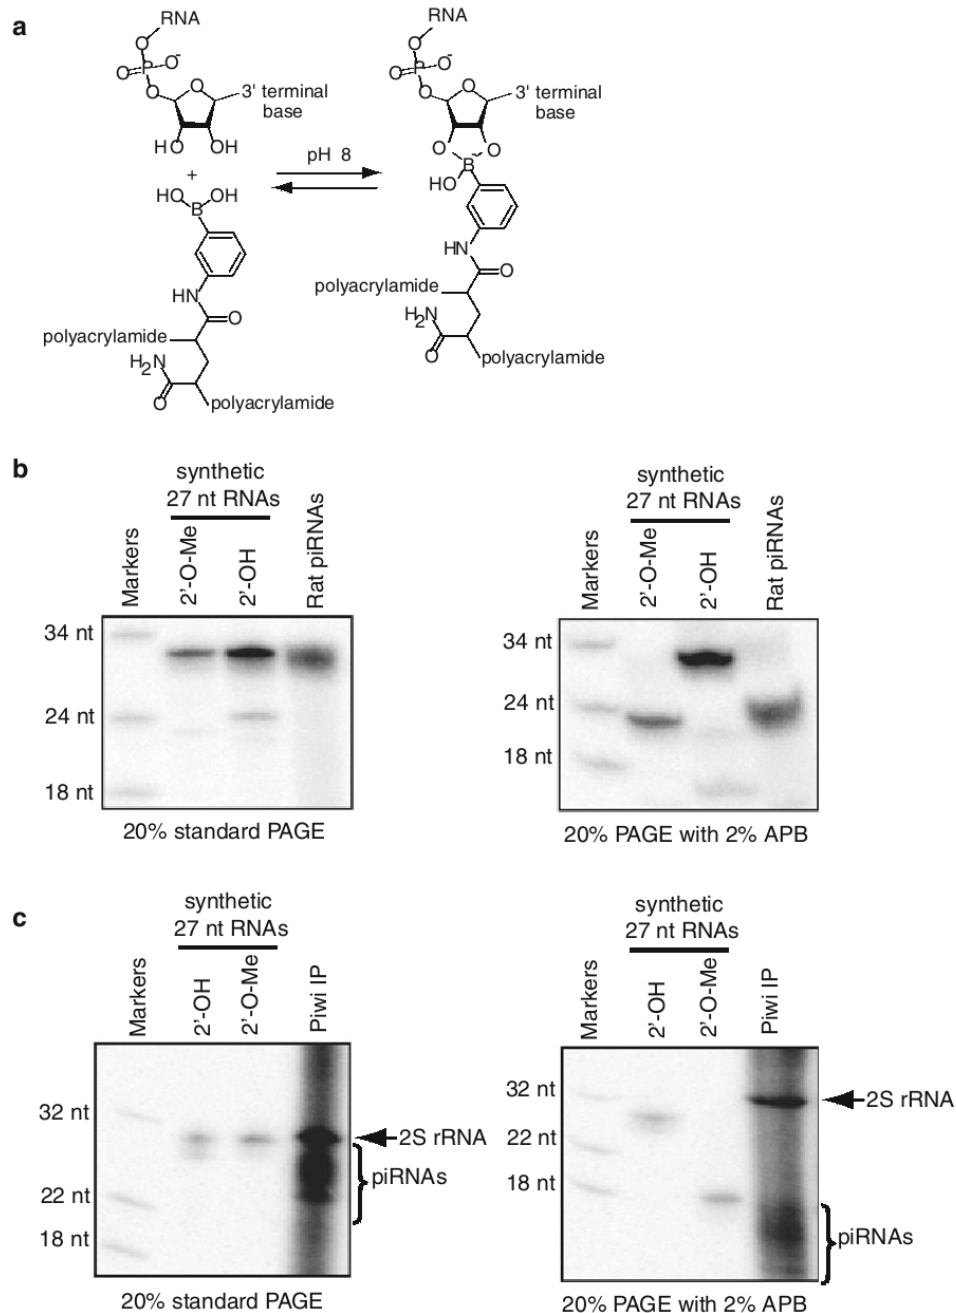 a
RNA
O
O
P
O-
O
O
3' terminal
base
HO
OH
+
HO
OH
B
HN
O
polyacrylamide
H2N
O
polyacrylamide
pH 8
RNA
O
O
P
O-
O
O
3' terminal
base
O
O
B-
HO
HN
O
polyacrylamide
H2N
O
polyacrylamide
b
synthetic
27 nt RNAs
Markers
2'-O-Me
2'-OH
Rat piRNAs
34 nt
24 nt
18 nt
20% standard PAGE
synthetic
27 nt RNAs
Markers
2'-O-Me
2'-OH
Rat piRNAs
34 nt
24 nt
18 nt
20% PAGE with 2% APB
c
synthetic
27 nt RNAs
Markers
2'-OH
2'-O-Me
Piwi IP
32 nt
22 nt
18 nt
2S rRNA
piRNAs
20% standard PAGE
synthetic
27 nt RNAs
Markers
2'-OH
2'-O-Me
Piwi IP
32 nt
22 nt
18 nt
2S rRNA
piRNAs
20% PAGE with 2% APB